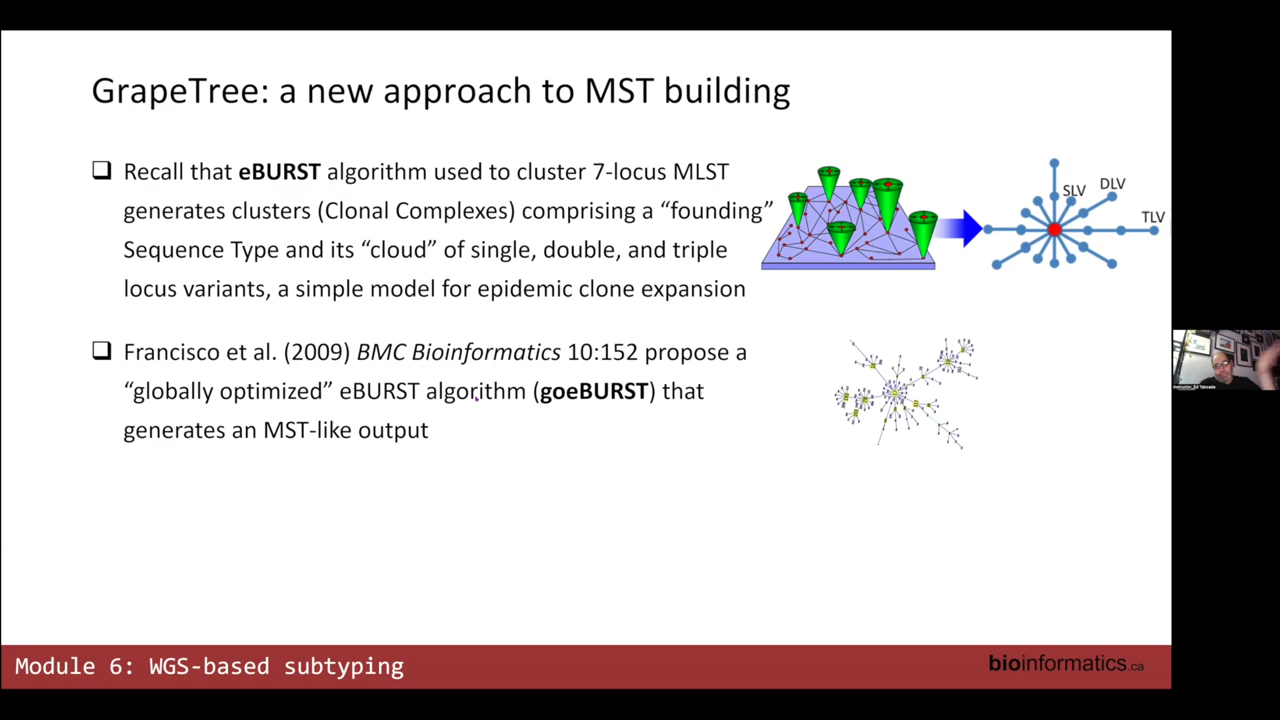 GrapeTree: a new approach to MST building
❑ Recall that eBURST algorithm used to cluster 7-locus MLST
generates clusters (Clonal Complexes) comprising a “founding”
Sequence Type and its “cloud” of single, double, and triple
locus variants, a simple model for epidemic clone expansion
SLV
DLV
TLV
❑ Francisco et al. (2009) BMC Bioinformatics 10:152 propose a
“globally optimized” eBURST algorithm (goeBURST) that
generates an MST-like output
Instructor_Ed Taboada
Module 6: WGS-based subtyping
bioinformatics.ca